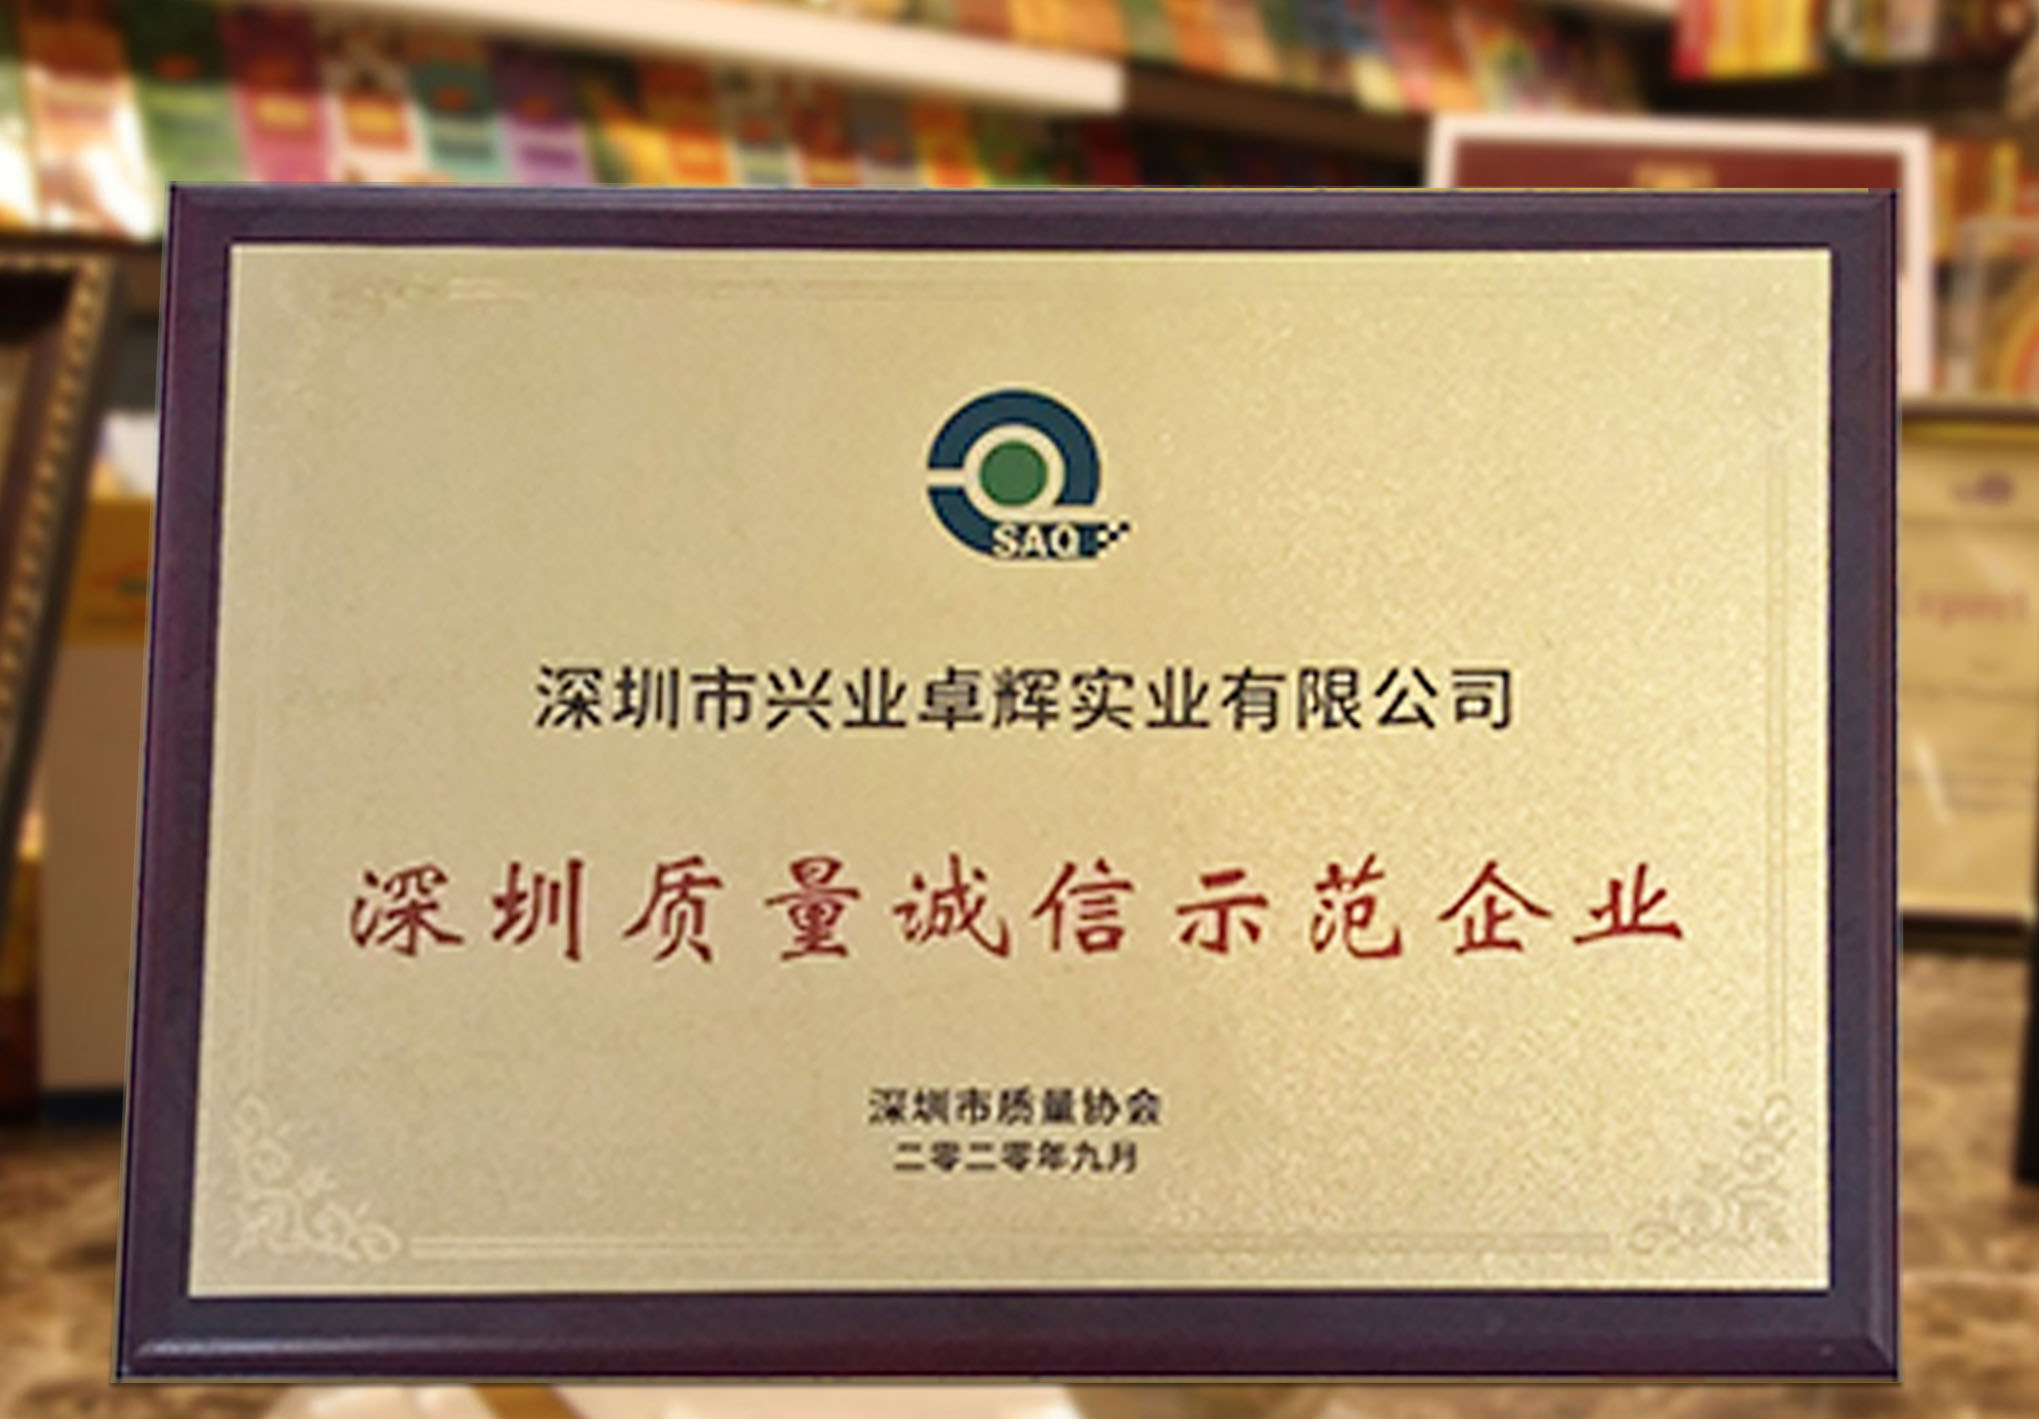 SAQ
深圳市兴业卓辉实业有限公司
深圳质量诚信示范企业
深圳市质量协会
二零二零年九月